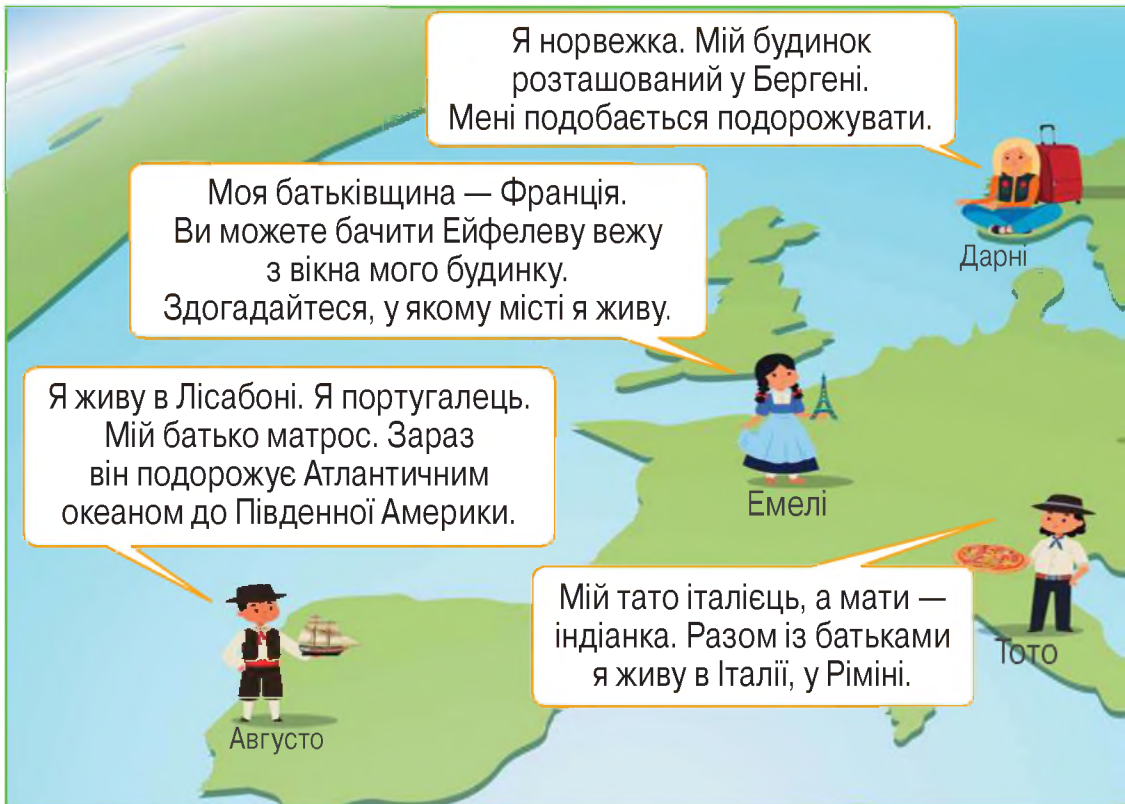 Я норвежка. Мій будинок
розташований у Бергені.
Мені подобається подорожувати.
Дарні
Моя батьківщина — Франція.
Ви можете бачити Ейфелеву вежу
з вікна мого будинку.
Здогадайтеся, у якому місті я живу.
Емелі
Я живу в Лісабоні. Я португалець.
Мій батько матрос. Зараз
він подорожує Атлантичним
океаном до Південної Америки.
Августо
Мій тато італієць, а мати —
індіанка. Разом із батьками
я живу в Італії, у Ріміні.
Тото